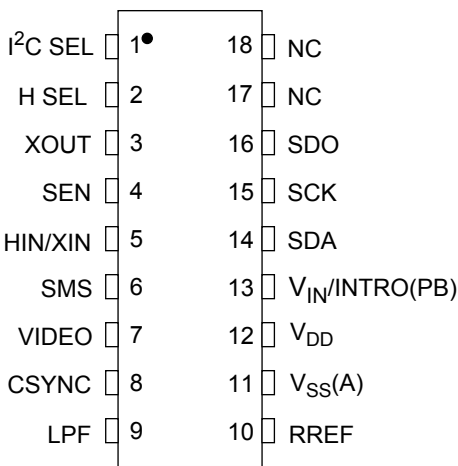 I²C SEL 1 18 NC
H SEL 2 17 NC
XOUT 3 16 SDO
SEN 4 15 SCK
HIN/XIN 5 14 SDA
SMS 6 13 V_IN/INTRO(PB)
VIDEO 7 12 V_DD
CSYNC 8 11 V_SS(A)
LPF 9 10 RREF